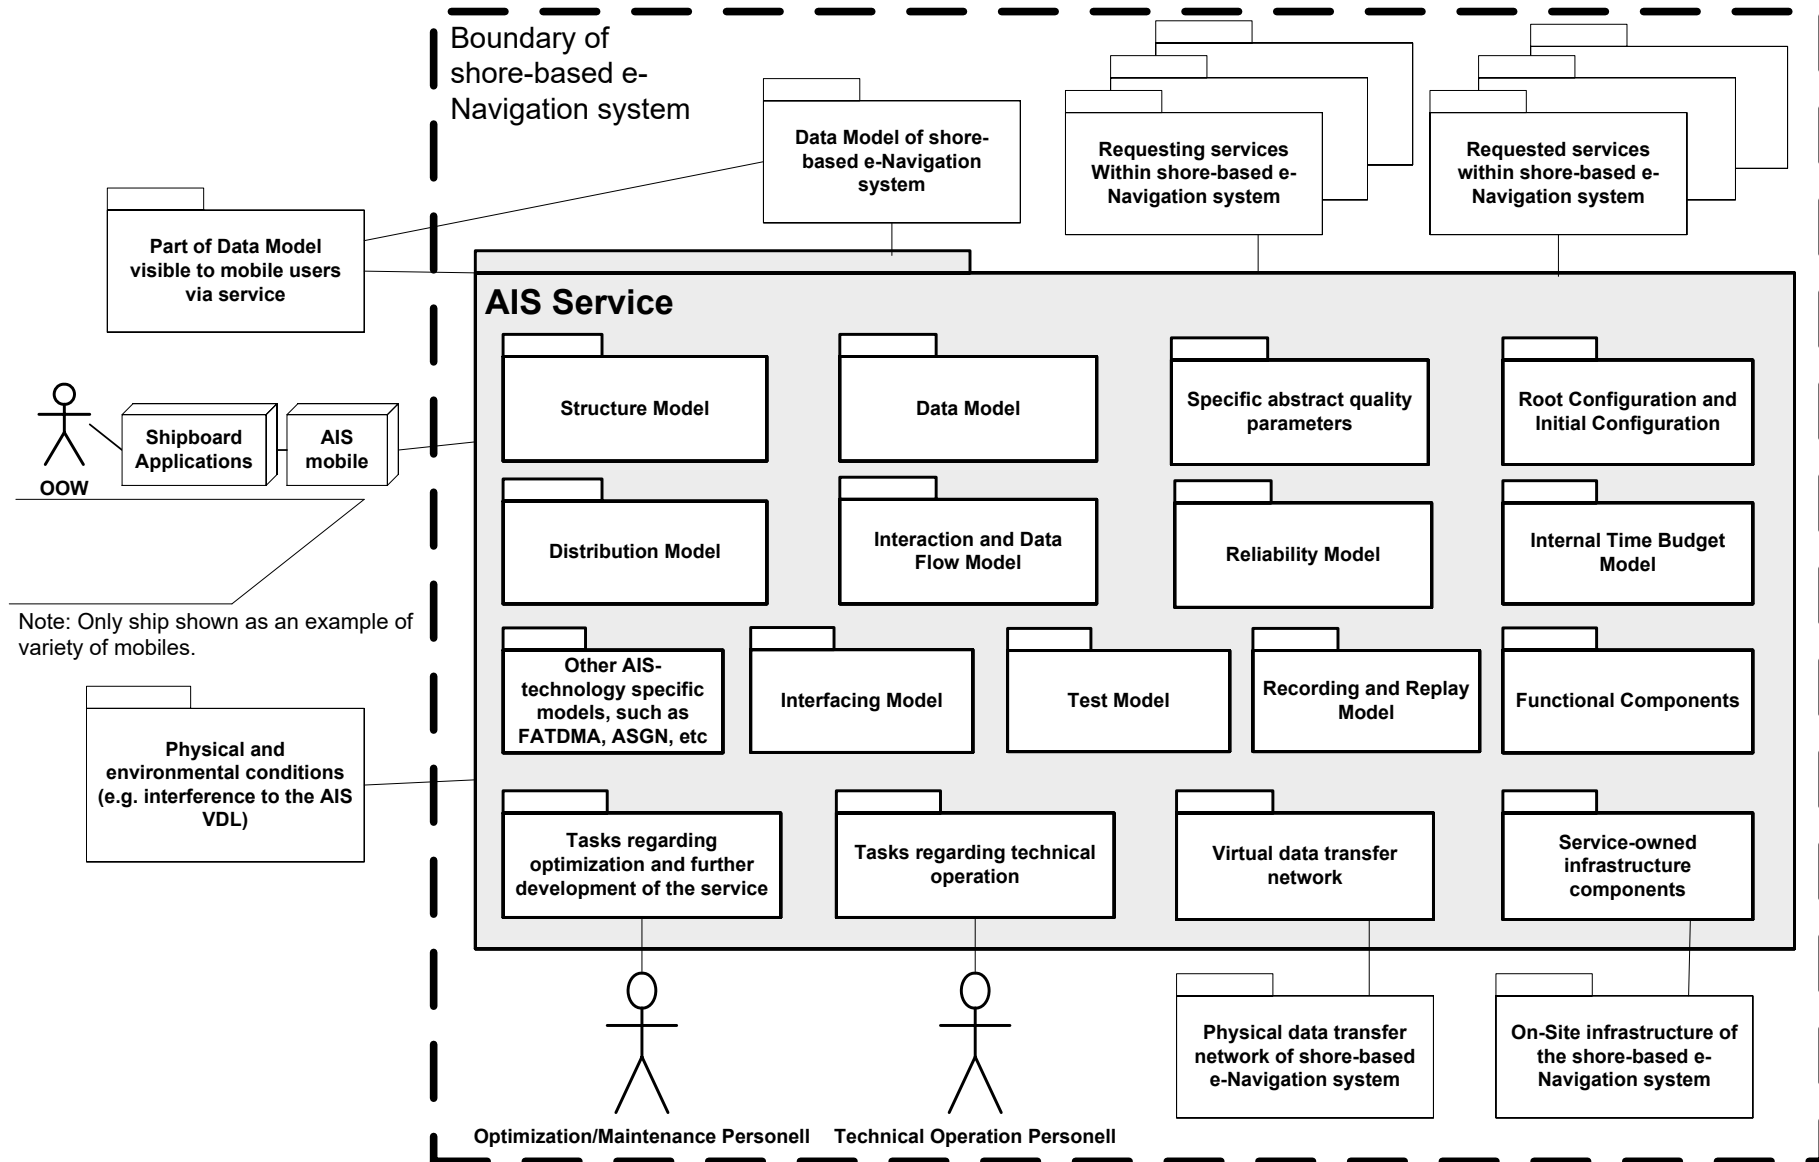 Boundary of
shore-based e-
Navigation system
Data Model of shore-
based e-Navigation
system
Requesting services
Within shore-based e-
Navigation system
Requested services
within shore-based e-
Navigation system
Part of Data Model
visible to mobile users
via service
AIS Service
Structure Model
Data Model
Specific abstract quality
parameters
Root Configuration and
Initial Configuration
Shipboard
Applications
AIS
mobile
OOW
Distribution Model
Interaction and Data
Flow Model
Reliability Model
Internal Time Budget
Model
Note: Only ship shown as an example of
variety of mobiles.
Other AIS-
technology specific
models, such as
FATDMA, ASGN, etc
Interfacing Model
Test Model
Recording and Replay
Model
Functional Components
Physical and
environmental conditions
(e.g. interference to the AIS
VDL)
Tasks regarding
optimization and further
development of the service
Tasks regarding technical
operation
Virtual data transfer
network
Service-owned
infrastructure
components
Physical data transfer
network of shore-based
e-Navigation system
On-Site infrastructure of
the shore-based e-
Navigation system
Optimization/Maintenance Personell
Technical Operation Personell